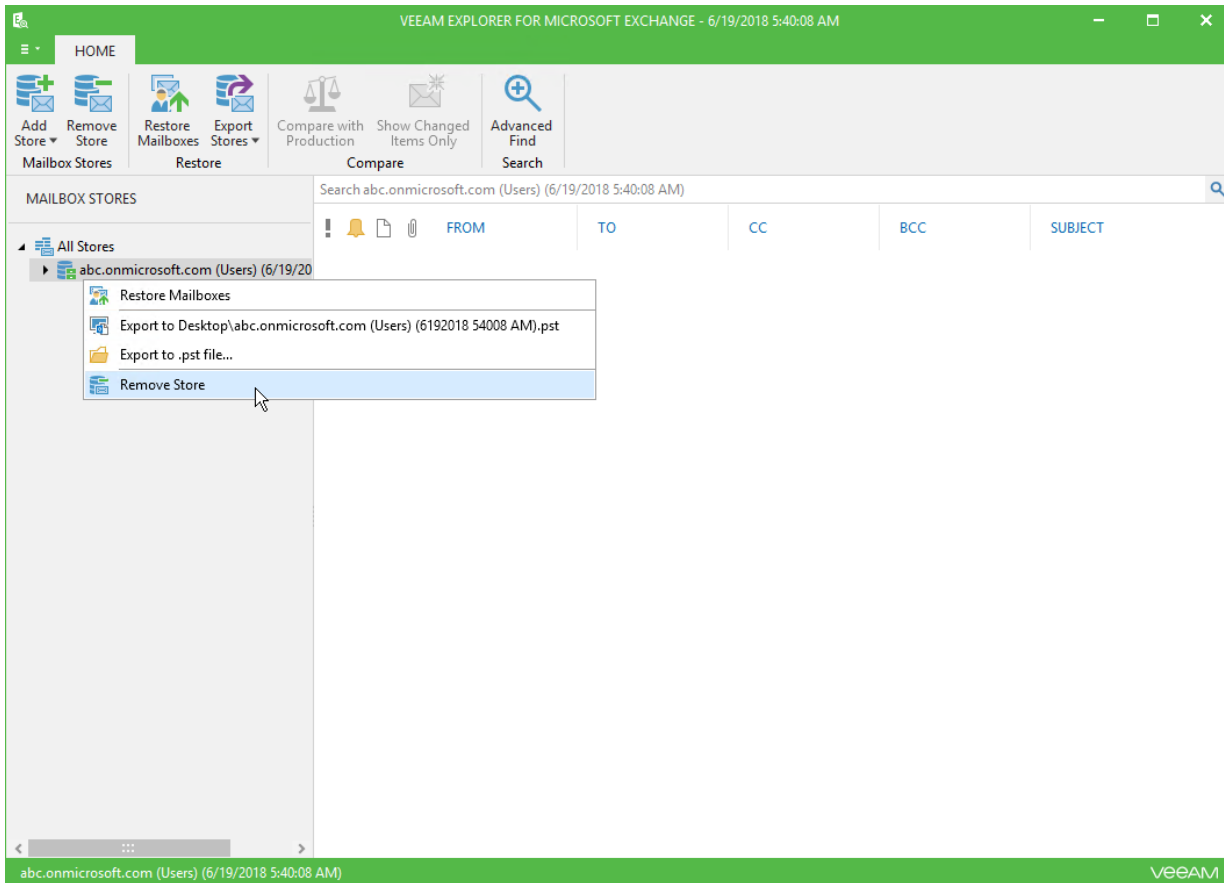 VEEAM EXPLORER FOR MICROSOFT EXCHANGE - 6/19/2018 5:40:08 AM
HOME
Add Store
Remove Store
Restore Mailboxes
Export Stores
Compare with Production
Show Changed Items Only
Advanced Find
Mailbox Stores
Restore
Compare
Search
MAILBOX STORES
Search abc.onmicrosoft.com (Users) (6/19/2018 5:40:08 AM)
FROM
TO
CC
BCC
SUBJECT
All Stores
abc.onmicrosoft.com (Users) (6/19/20
Restore Mailboxes
Export to Desktop\abc.onmicrosoft.com (Users) (6192018 54008 AM).pst
Export to .pst file...
Remove Store
abc.onmicrosoft.com (Users) (6/19/2018 5:40:08 AM)
veeam